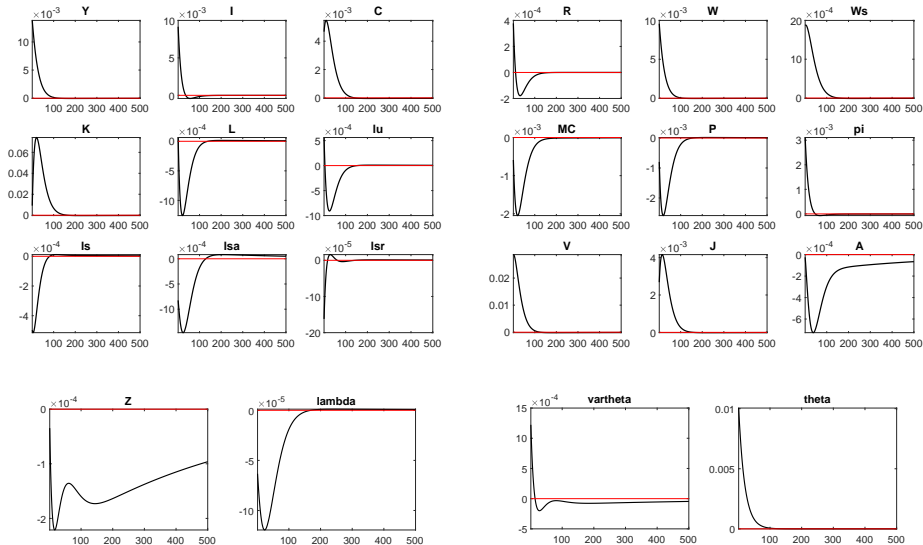 Y I C R W Ws
×10⁻³ ×10⁻³ ×10⁻³ ×10⁻⁴ ×10⁻³ ×10⁻⁴
10 5 0
100 200 300 400 500
8 6 4 2 0
100 200 300 400 500
4 2 0
100 200 300 400 500
4 2 0 -2
100 200 300 400 500
10 5 0
100 200 300 400 500
20 10 0
100 200 300 400 500
K L lu MC P pi
×10⁻⁴ ×10⁻⁴ ×10⁻³ ×10⁻³ ×10⁻³
0.06 0.04 0.02 0
100 200 300 400 500
0 -5 -10
100 200 300 400 500
5 0 -5 -10
100 200 300 400 500
0 -1 -2
100 200 300 400 500
0 -1 -2
100 200 300 400 500
3 2 1 0
100 200 300 400 500
ls lsa lsr V J A
×10⁻⁴ ×10⁻⁴ ×10⁻⁵ ×10⁻³ ×10⁻⁴
0 -2 -4
100 200 300 400 500
0 -5 -10
100 200 300 400 500
0 -10 -20
100 200 300 400 500
0.02 0.01 0
100 200 300 400 500
4 2 0
100 200 300 400 500
0 -2 -4 -6
100 200 300 400 500
Z lambda vartheta theta
×10⁻⁴ ×10⁻⁵ ×10⁻⁴
0 -1 -2
100 200 300 400 500
0 -5 -10
100 200 300 400 500
15 10 5 0 -5
100 200 300 400 500
0.01 0.005 0
100 200 300 400 500